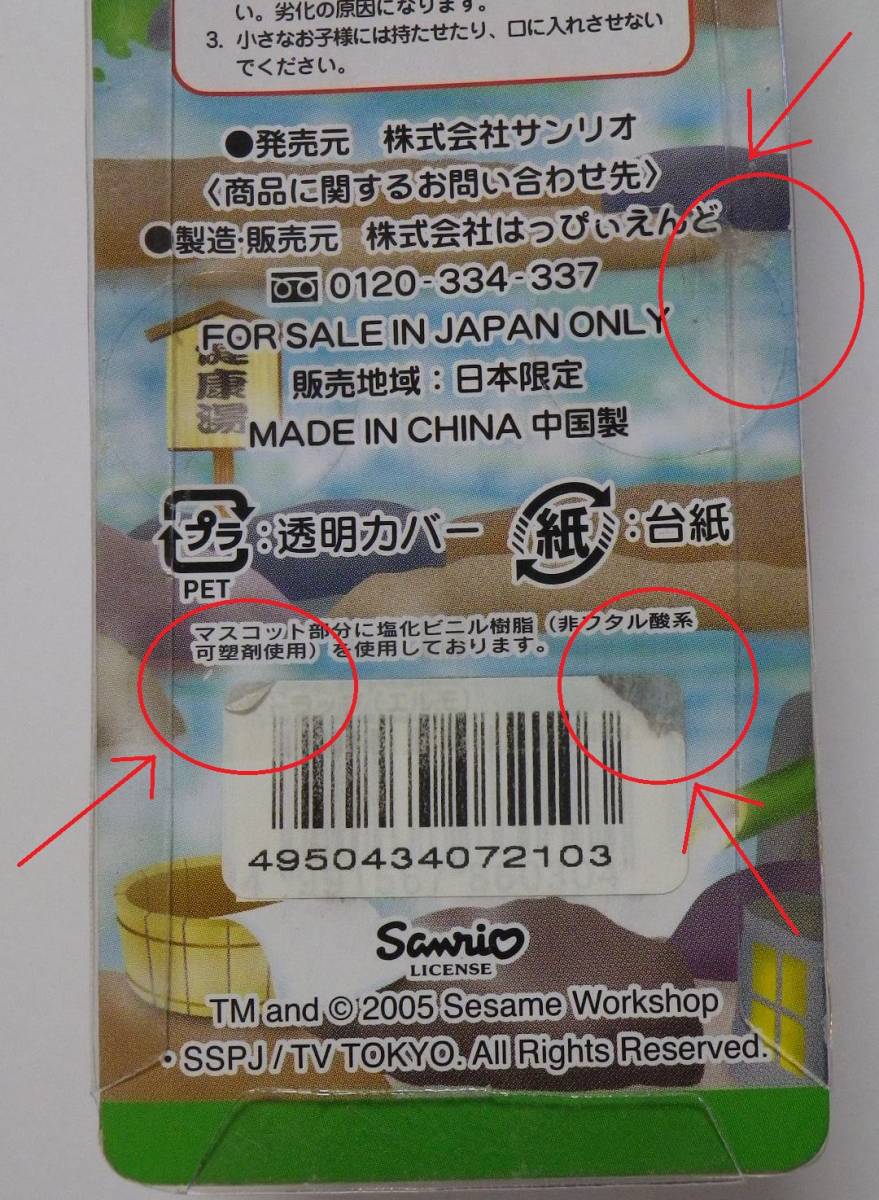 い。劣化の原因になります。
3. 小さなお子様には持たせたり、口に入れさせない
でください。
●発売元　株式会社サンリオ
〈商品に関するお問い合わせ先〉
●製造・販売元　株式会社はっぴぃえんど
0120-334-337
FOR SALE IN JAPAN ONLY
健康湯
販売地域：日本限定
MADE IN CHINA 中国製
プラ：透明カバー
PET
紙：台紙
マスコット部分に塩化ビニル樹脂（非フタル酸系
可塑剤使用）を使用しております。
4950434072103
Sanrio
LICENSE
TM and © 2005 Sesame Workshop
・SSPJ / TV TOKYO. All Rights Reserved.